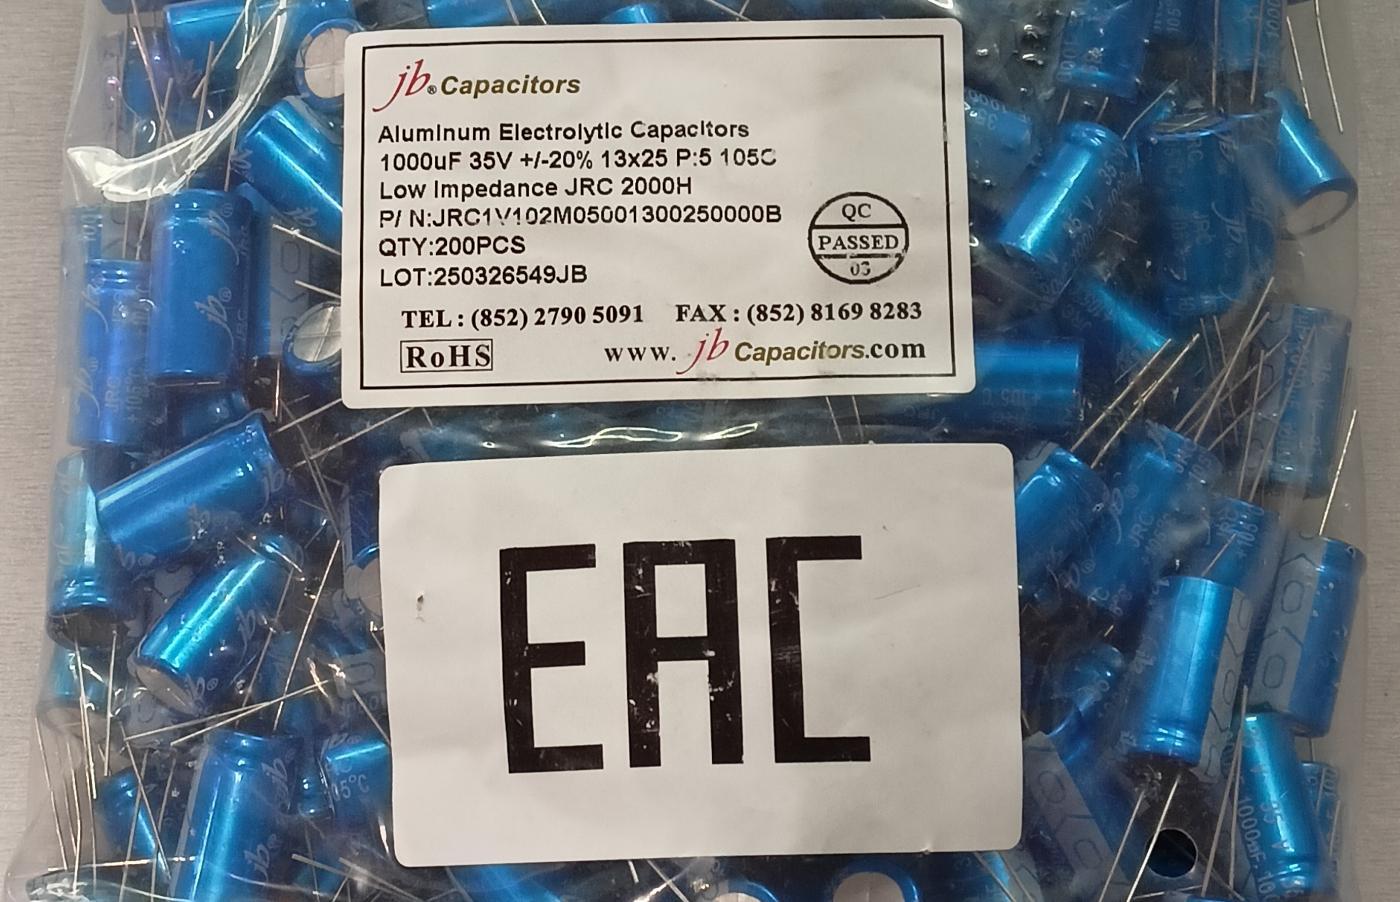 jb® Capacitors
Aluminum Electrolytic Capacitors
1000uF 35V +/-20% 13x25 P:5 105C
Low Impedance JRC 2000H
P/ N:JRC1V102M05001300250000B
QTY:200PCS
LOT:250326549JB
QC
PASSED
03
TEL : (852) 2790 5091 FAX : (852) 8169 8283
RoHS
www. jb Capacitors.com
EAC